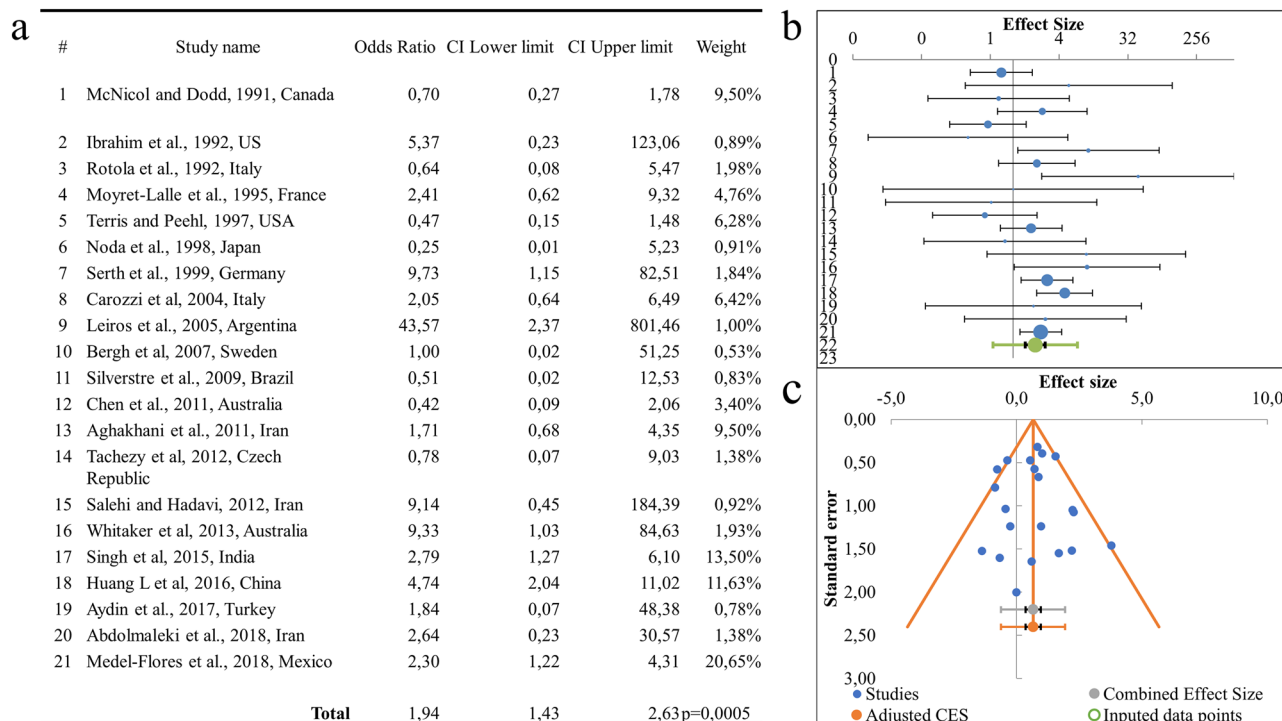 a
# Study name Odds Ratio CI Lower limit CI Upper limit Weight
1 McNicol and Dodd, 1991, Canada 0,70 0,27 1,78 9,50%
2 Ibrahim et al., 1992, US 5,37 0,23 123,06 0,89%
3 Rotola et al., 1992, Italy 0,64 0,08 5,47 1,98%
4 Moyret-Lalle et al., 1995, France 2,41 0,62 9,32 4,76%
5 Terris and Peehl, 1997, USA 0,47 0,15 1,48 6,28%
6 Noda et al., 1998, Japan 0,25 0,01 5,23 0,91%
7 Serth et al., 1999, Germany 9,73 1,15 82,51 1,84%
8 Carozzi et al, 2004, Italy 2,05 0,64 6,49 6,42%
9 Leiros et al., 2005, Argentina 43,57 2,37 801,46 1,00%
10 Bergh et al, 2007, Sweden 1,00 0,02 51,25 0,53%
11 Silverstre et al., 2009, Brazil 0,51 0,02 12,53 0,83%
12 Chen et al., 2011, Australia 0,42 0,09 2,06 3,40%
13 Aghakhani et al., 2011, Iran 1,71 0,68 4,35 9,50%
14 Tachezy et al, 2012, Czech 0,78 0,07 9,03 1,38%
Republic
15 Salehi and Hadavi, 2012, Iran 9,14 0,45 184,39 0,92%
16 Whitaker et al, 2013, Australia 9,33 1,03 84,63 1,93%
17 Singh et al, 2015, India 2,79 1,27 6,10 13,50%
18 Huang L et al, 2016, China 4,74 2,04 11,02 11,63%
19 Aydin et al., 2017, Turkey 1,84 0,07 48,38 0,78%
20 Abdolmaleki et al., 2018, Iran 2,64 0,23 30,57 1,38%
21 Medel-Flores et al., 2018, Mexico 2,30 1,22 4,31 20,65%
Total 1,94 1,43 2,63 p=0,0005
b
Effect Size
0 0 1 4 32 256
0
1
2
3
4
5
6
7
8
9
10
11
12
13
14
15
16
17
18
19
20
21
22
23
c
Effect size
-5,0 0,0 5,0 10,0
0,00
0,50
1,00
1,50
2,00
2,50
3,00
Standard error
Studies Combined Effect Size
Adjusted CES Inputed data points